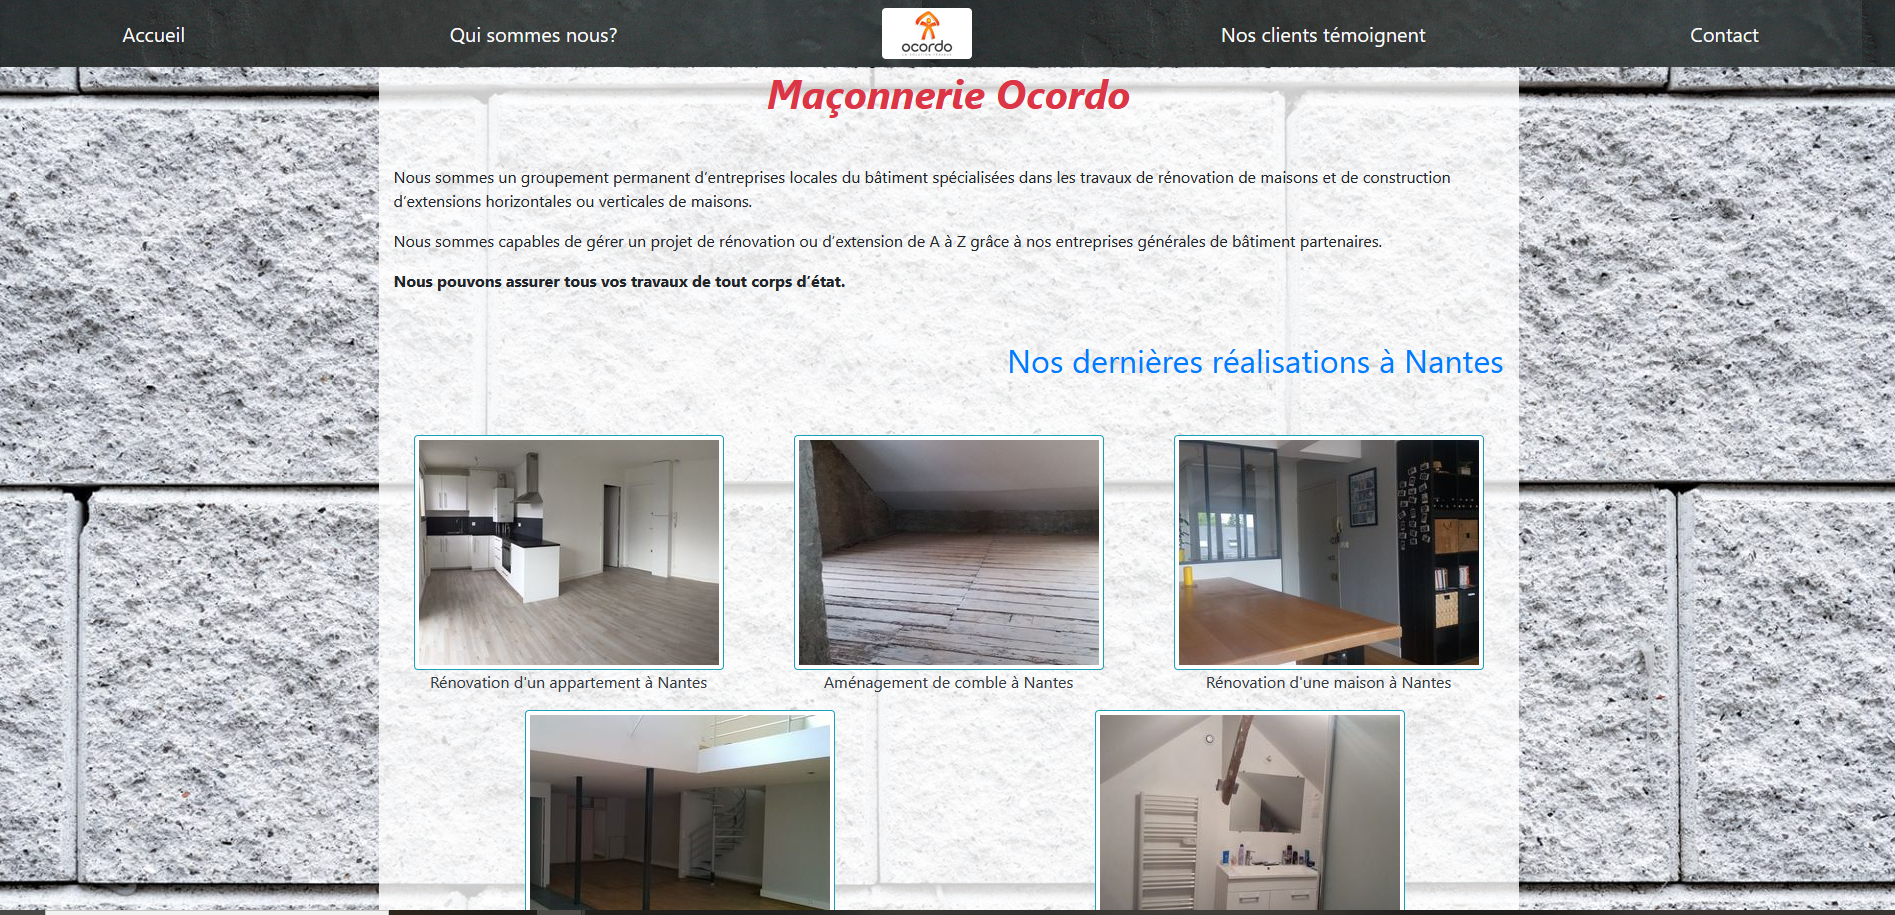 Accueil
Qui sommes nous?
ocordo
Nos clients témoignent
Contact
Maçonnerie Ocordo
Nous sommes un groupement permanent d’entreprises locales du bâtiment spécialisées dans les travaux de rénovation de maisons et de construction
d’extensions horizontales ou verticales de maisons.
Nous sommes capables de gérer un projet de rénovation ou d’extension de A à Z grâce à nos entreprises générales de bâtiment partenaires.
Nous pouvons assurer tous vos travaux de tout corps d’état.
Nos dernières réalisations à Nantes
Rénovation d'un appartement à Nantes
Aménagement de comble à Nantes
Rénovation d'une maison à Nantes